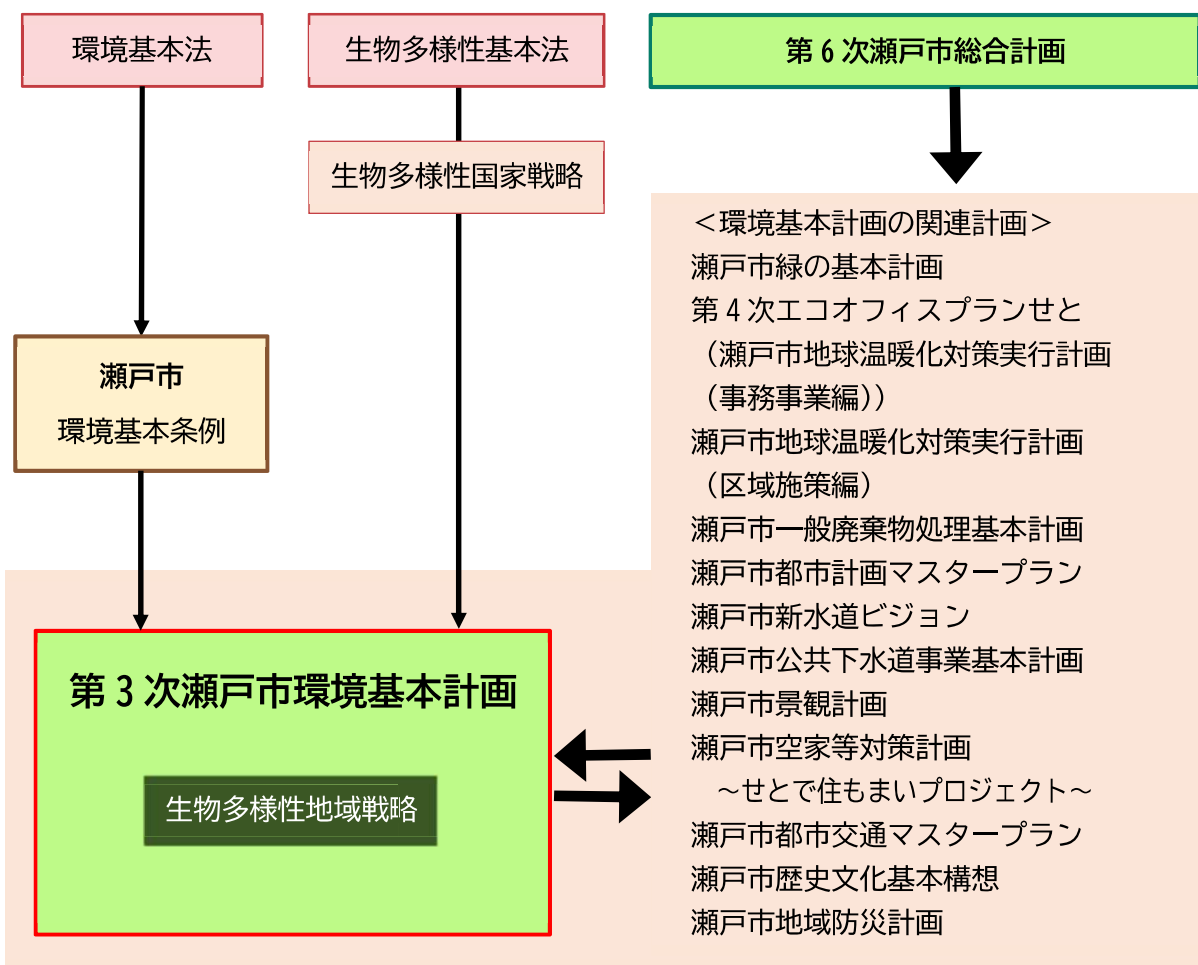 環境基本法
生物多様性基本法
第6次瀬戸市総合計画
生物多様性国家戦略
瀬戸市
環境基本条例
第3次瀬戸市環境基本計画
生物多様性地域戦略
＜環境基本計画の関連計画＞
瀬戸市緑の基本計画
第4次エコオフィスプランせと
（瀬戸市地球温暖化対策実行計画
（事務事業編））
瀬戸市地球温暖化対策実行計画
（区域施策編）
瀬戸市一般廃棄物処理基本計画
瀬戸市都市計画マスタープラン
瀬戸市新水道ビジョン
瀬戸市公共下水道事業基本計画
瀬戸市景観計画
瀬戸市空家等対策計画
～せとで住もまいプロジェクト～
瀬戸市都市交通マスタープラン
瀬戸市歴史文化基本構想
瀬戸市地域防災計画